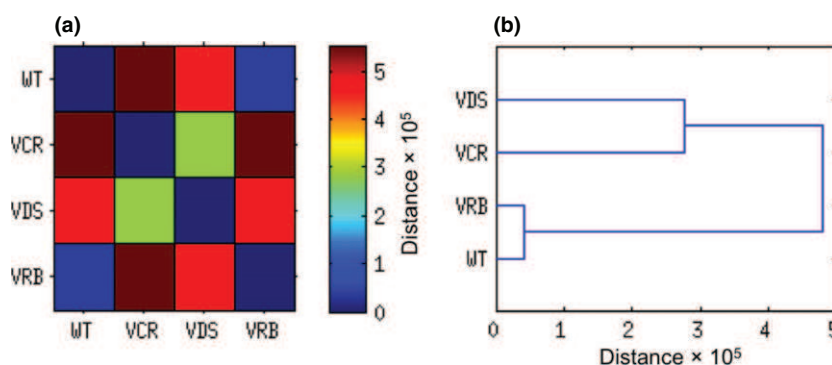 (a)
WT
VCR
VDS
VRB
WT VCR VDS VRB
5
4
3
2
1
0
Distance × 10⁵
(b)
VDS
VCR
VRB
WT
0 1 2 3 4 5
Distance × 10⁵